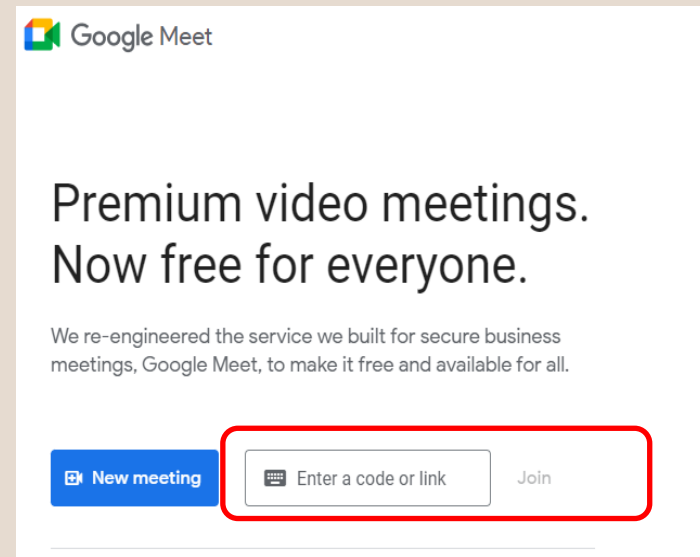 Google Meet
Premium video meetings.
Now free for everyone.
We re-engineered the service we built for secure business
meetings, Google Meet, to make it free and available for all.
New meeting
Enter a code or link
Join